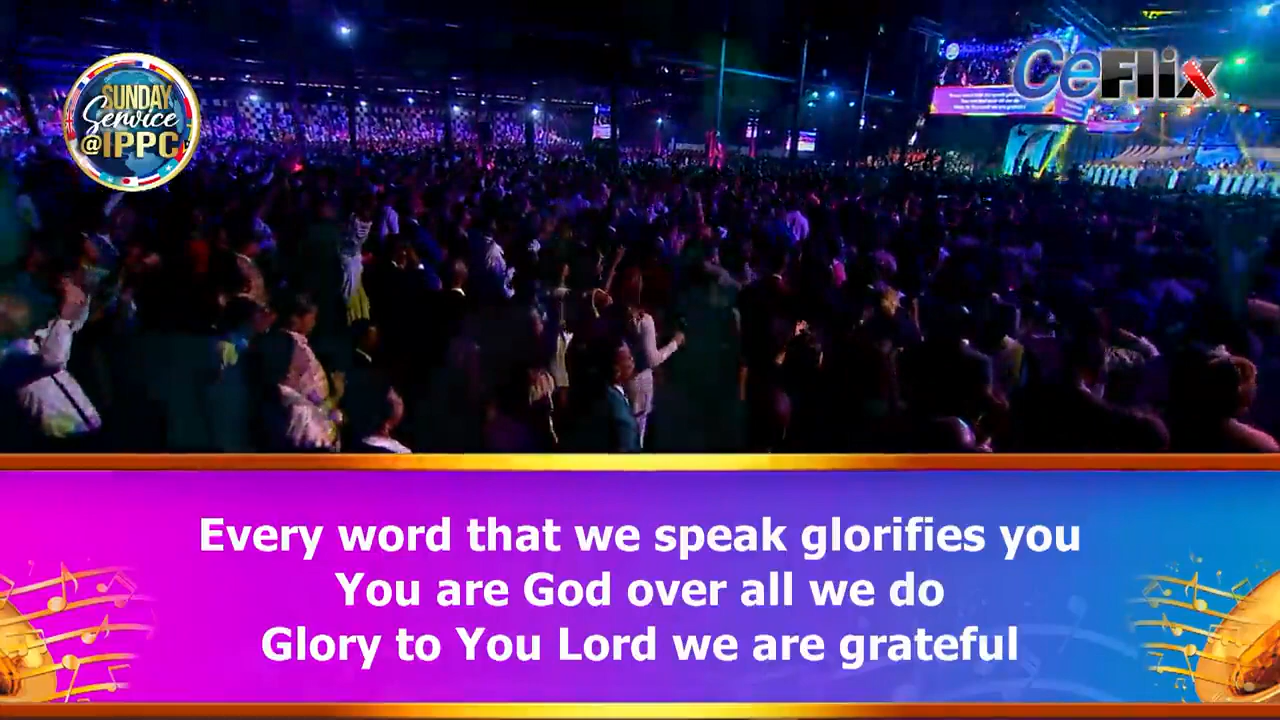 SUNDAY
Service
@IPPC
CeFlix
Every word that we speak glorifies you
You are God over all we do
Glory to You Lord we are grateful